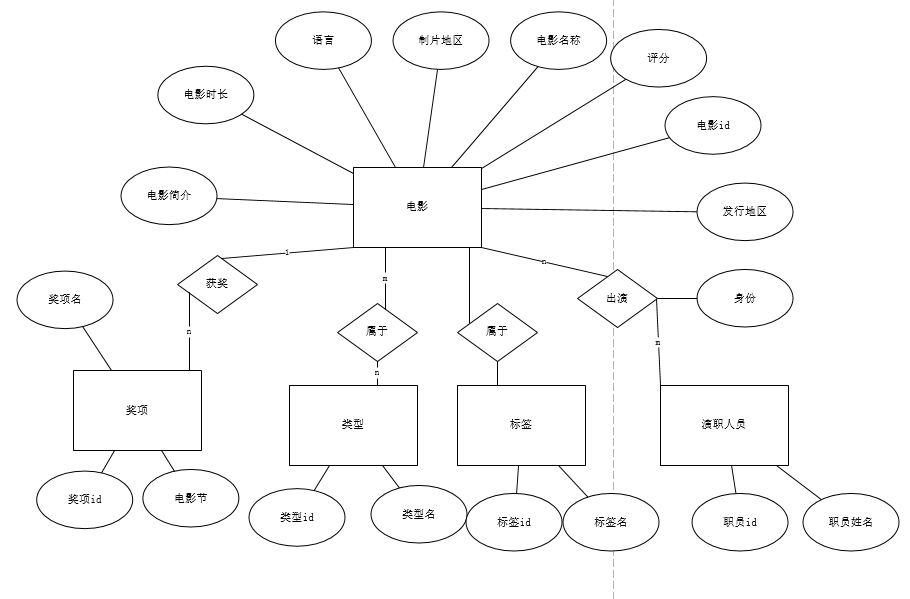 语言
制片地区
电影名称
评分
电影时长
电影id
电影简介
电影
发行地区
1
n
m
获奖
出演
身份
奖项名
n
属于
属于
m
n
奖项
类型
标签
演职人员
奖项id
电影节
类型id
类型名
标签id
标签名
职员id
职员姓名